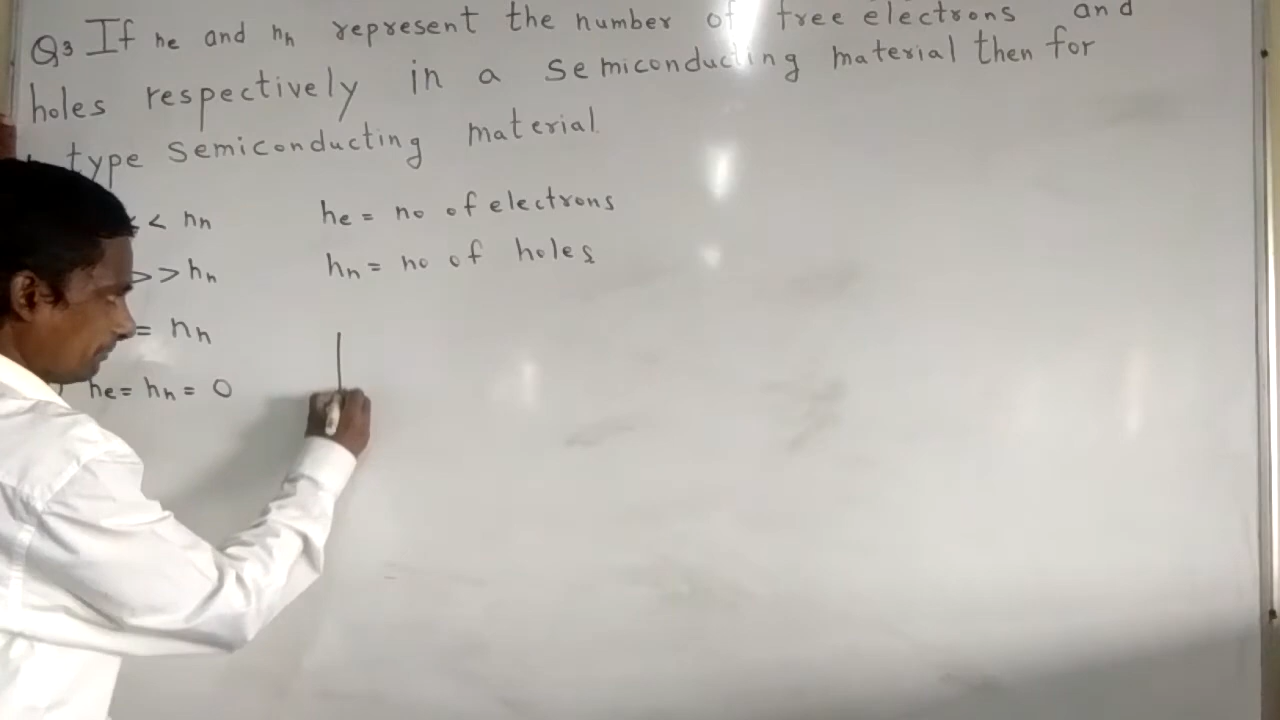 Q3 If ne and nh represent the number of free electrons and
holes respectively in a semiconducting material then for
type semiconducting material.
< nh
he = no of electrons
>> hn
hn = no of holes
= nh
he = hn = 0